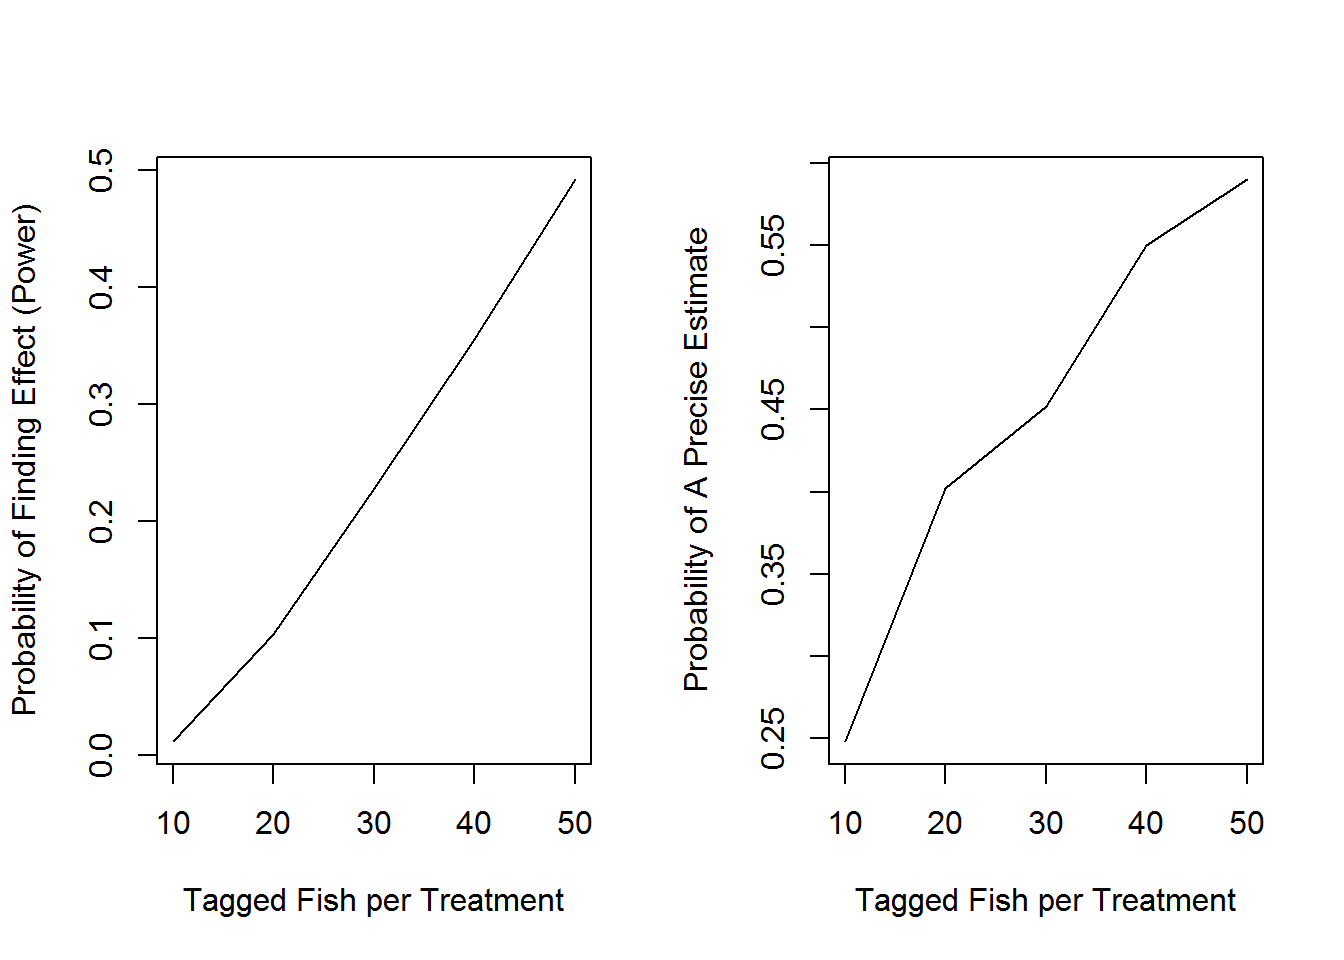 Probability of Finding Effect (Power)
0.5
0.4
0.3
0.2
0.1
0.0
10 20 30 40 50
Tagged Fish per Treatment
Probability of A Precise Estimate
0.55
0.45
0.35
0.25
10 20 30 40 50
Tagged Fish per Treatment